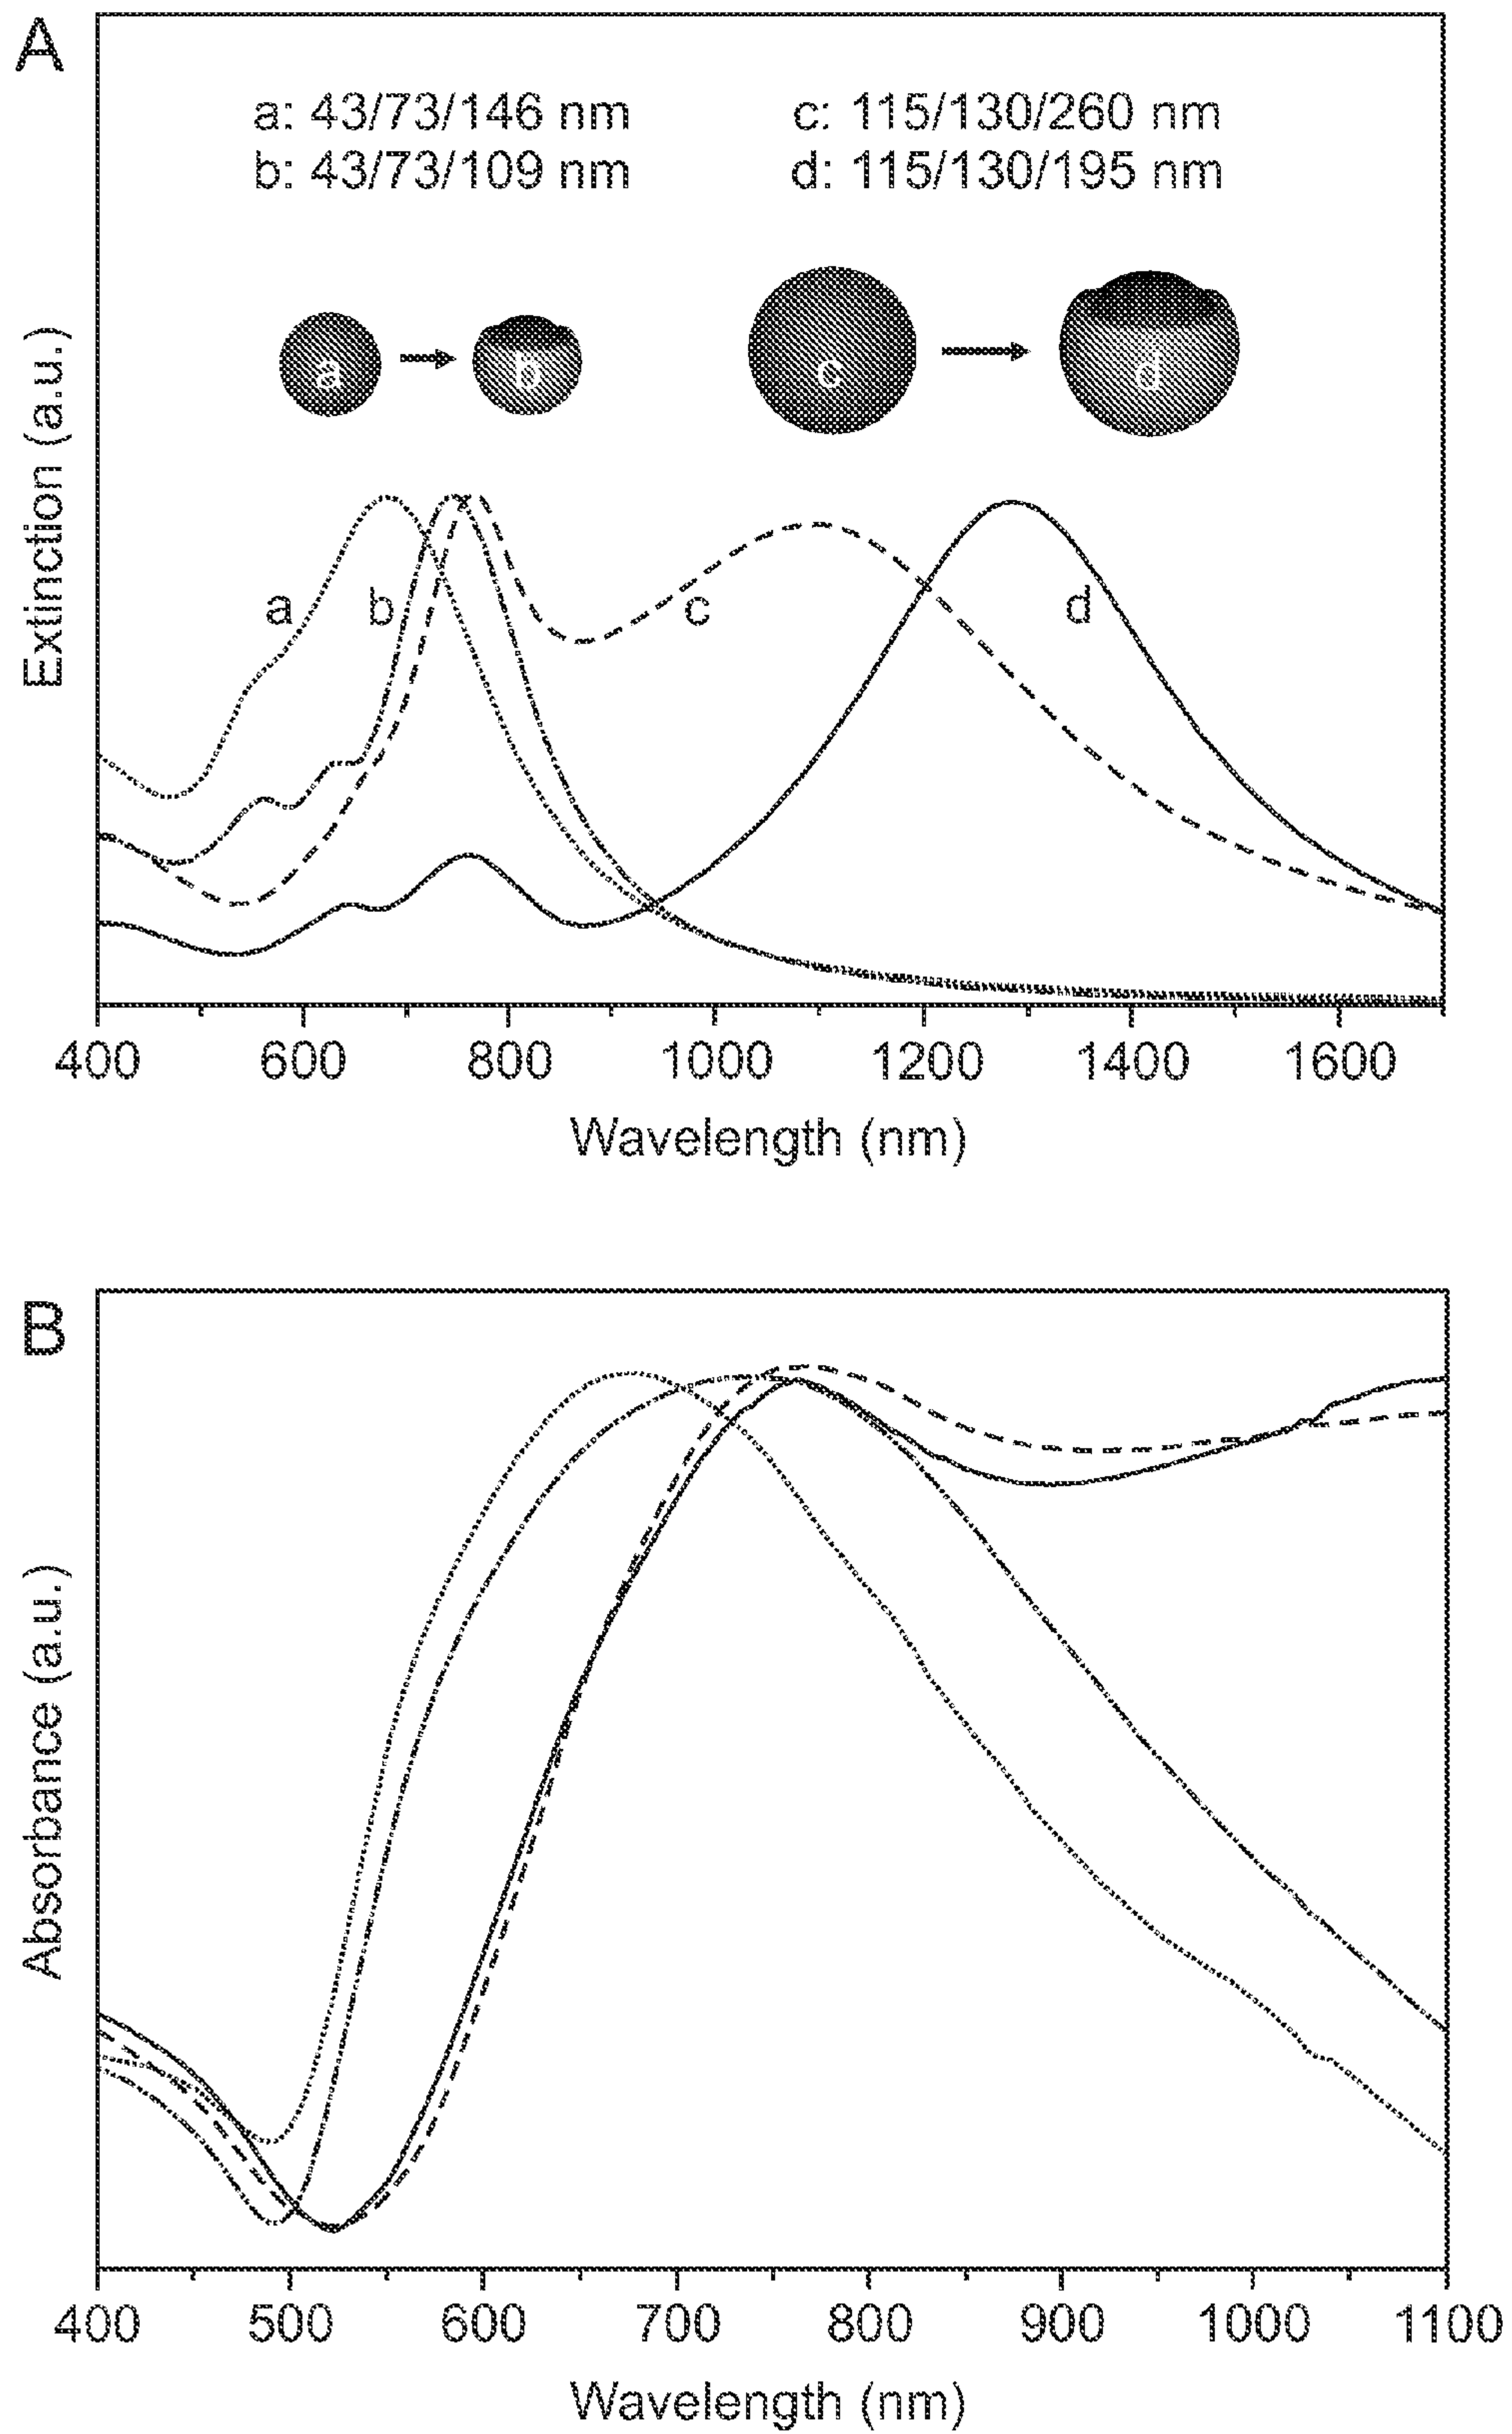 A
a: 43/73/146 nm c: 115/130/260 nm
b: 43/73/109 nm d: 115/130/195 nm
a b c d
a b c d
Extinction (a.u.)
400 600 800 1000 1200 1400 1600
Wavelength (nm)
B
Absorbance (a.u.)
400 500 600 700 800 900 1000 1100
Wavelength (nm)